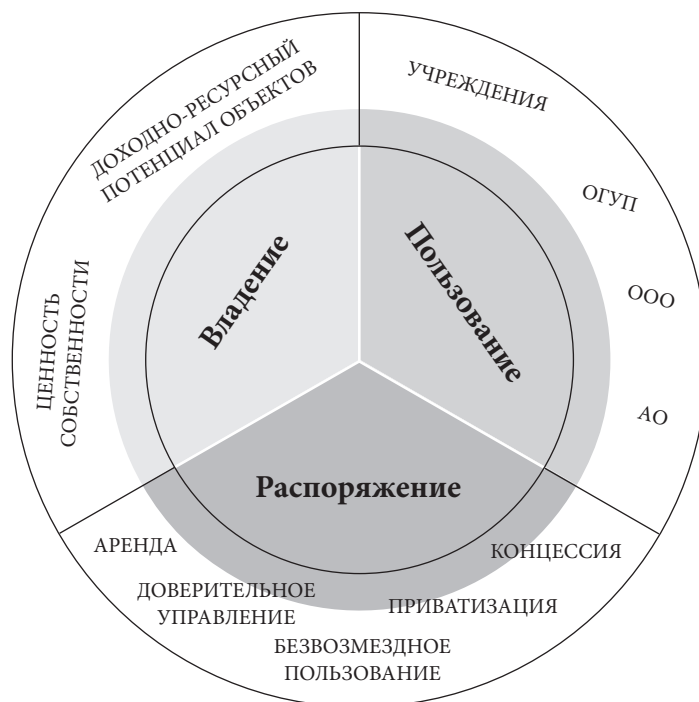 ДОХОДНО-РЕСУРСНЫЙ
ПОТЕНЦИАЛ ОБЪЕКТОВ
УЧРЕЖДЕНИЯ
ОГУП
ООО
АО
ЦЕННОСТЬ
СОБСТВЕННОСТИ
Владение
Пользование
Распоряжение
АРЕНДА
ДОВЕРИТЕЛЬНОЕ
УПРАВЛЕНИЕ
БЕЗВОЗМЕЗДНОЕ
ПОЛЬЗОВАНИЕ
ПРИВАТИЗАЦИЯ
КОНЦЕССИЯ